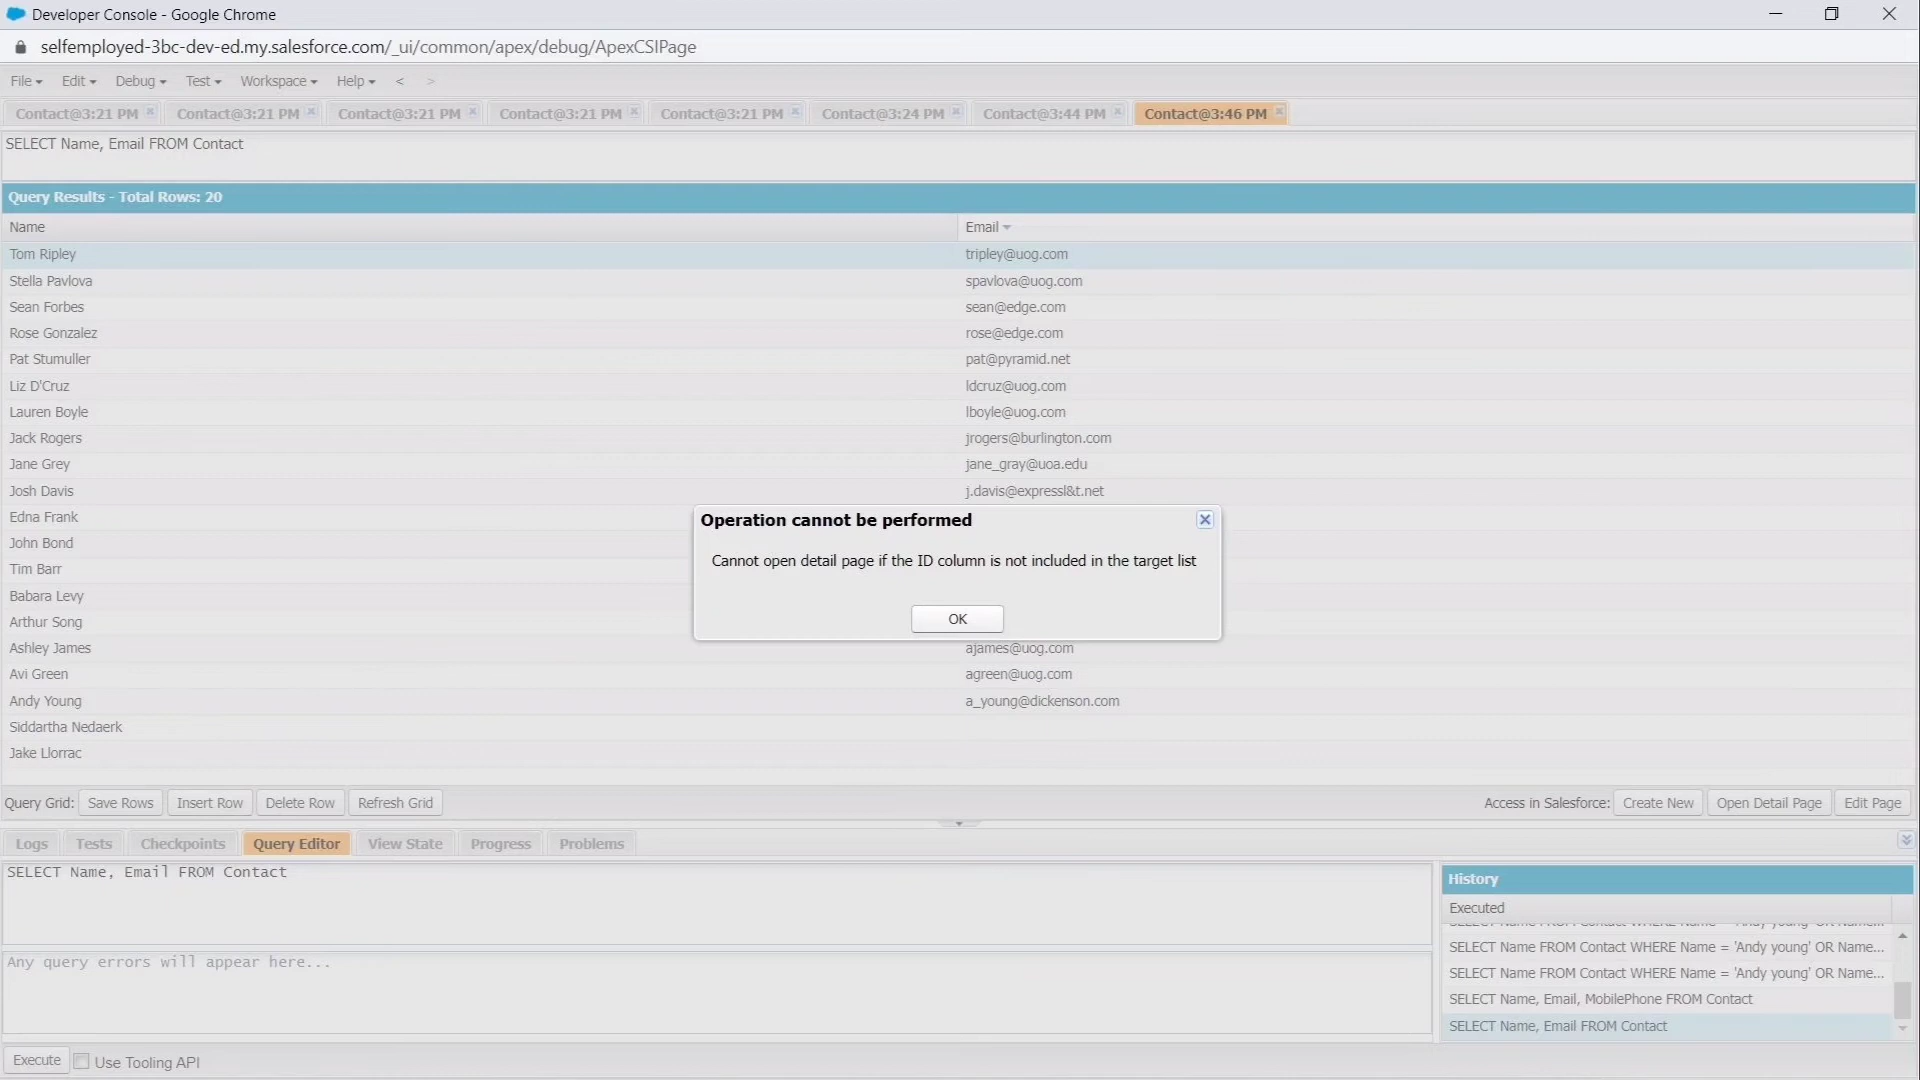 Developer Console - Google Chrome
selfemployed-3bc-dev-ed.my.salesforce.com/_ui/common/apex/debug/ApexCSIPage
File Edit Debug Test Workspace Help < >
Contact@3:21 PM Contact@3:21 PM Contact@3:21 PM Contact@3:21 PM Contact@3:21 PM Contact@3:24 PM Contact@3:44 PM Contact@3:46 PM
SELECT Name, Email FROM Contact
Query Results - Total Rows: 20
Name Email
Tom Ripley tripley@uog.com
Stella Pavlova spavlova@uog.com
Sean Forbes sean@edge.com
Rose Gonzalez rose@edge.com
Pat Stumuller pat@pyramid.net
Liz D'Cruz ldcruz@uog.com
Lauren Boyle lboyle@uog.com
Jack Rogers jrogers@burlington.com
Jane Grey jane_gray@uoa.edu
Josh Davis j.davis@expressl&t.net
Edna Frank
John Bond
Tim Barr
Babara Levy
Arthur Song
Ashley James ajames@uog.com
Avi Green agreen@uog.com
Andy Young a_young@dickenson.com
Siddartha Nedaerk
Jake Llorrac
Operation cannot be performed
Cannot open detail page if the ID column is not included in the target list
OK
Query Grid: Save Rows Insert Row Delete Row Refresh Grid Access in Salesforce: Create New Open Detail Page Edit Page
Logs Tests Checkpoints Query Editor View State Progress Problems
SELECT Name, Email FROM Contact
Any query errors will appear here...
History
Executed
SELECT Name FROM Contact WHERE Name = 'Andy young' OR Name...
SELECT Name FROM Contact WHERE Name = 'Andy young' OR Name...
SELECT Name FROM Contact WHERE Name = 'Andy young' OR Name...
SELECT Name, Email, MobilePhone FROM Contact
SELECT Name, Email FROM Contact
Execute Use Tooling API